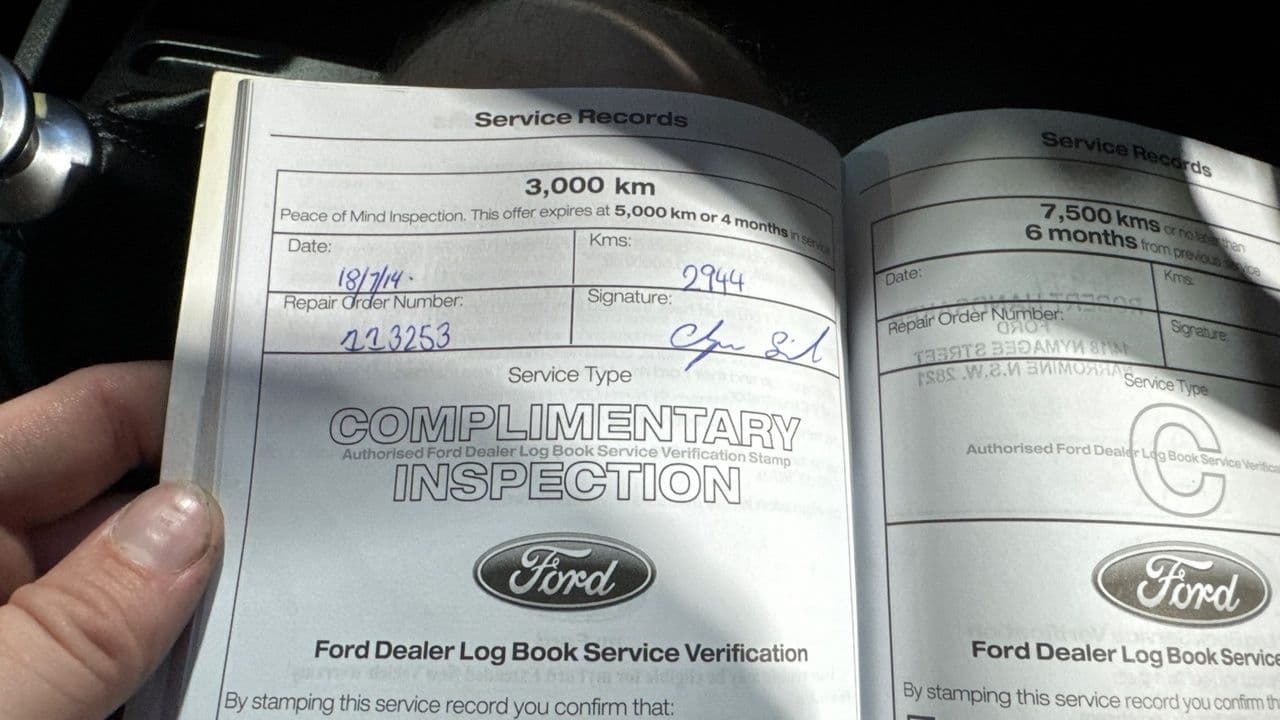 Service Records
3,000 km
Peace of Mind Inspection. This offer expires at 5,000 km or 4 months in service
Date:
Kms:
18/7/14.
2944
Repair Order Number:
Signature:
113253
Service Type
COMPLIMENTARY
Authorised Ford Dealer Log Book Service Verification Stamp
INSPECTION
Ford
Ford Dealer Log Book Service Verification
By stamping this service record you confirm that:
Service Records
7,500 kms or no later than
6 months from previous service
Date:
Kms:
Repair Order Number:
Signature:
Service Type
C
Authorised Ford Dealer Log Book Service
Ford
Ford Dealer Log Book Service
By stamping this service record you confirm